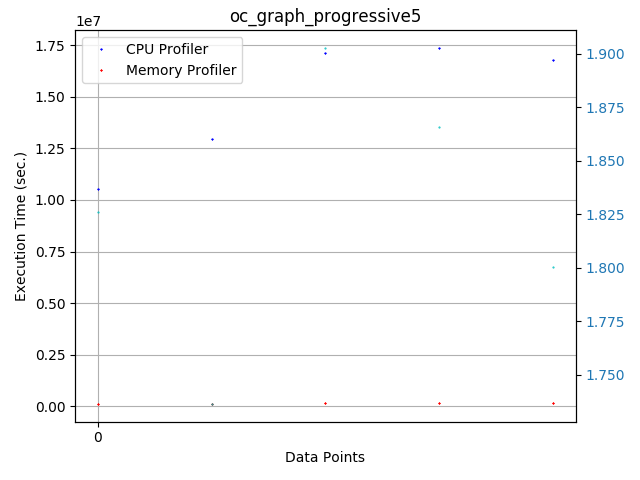 oc_graph_progressive5
1e7
CPU Profiler
Memory Profiler
1.75
1.50
1.25
1.00
0.75
0.50
0.25
0.00
Execution Time (sec.)
1.900
1.875
1.850
1.825
1.800
1.775
1.750
0
Data Points